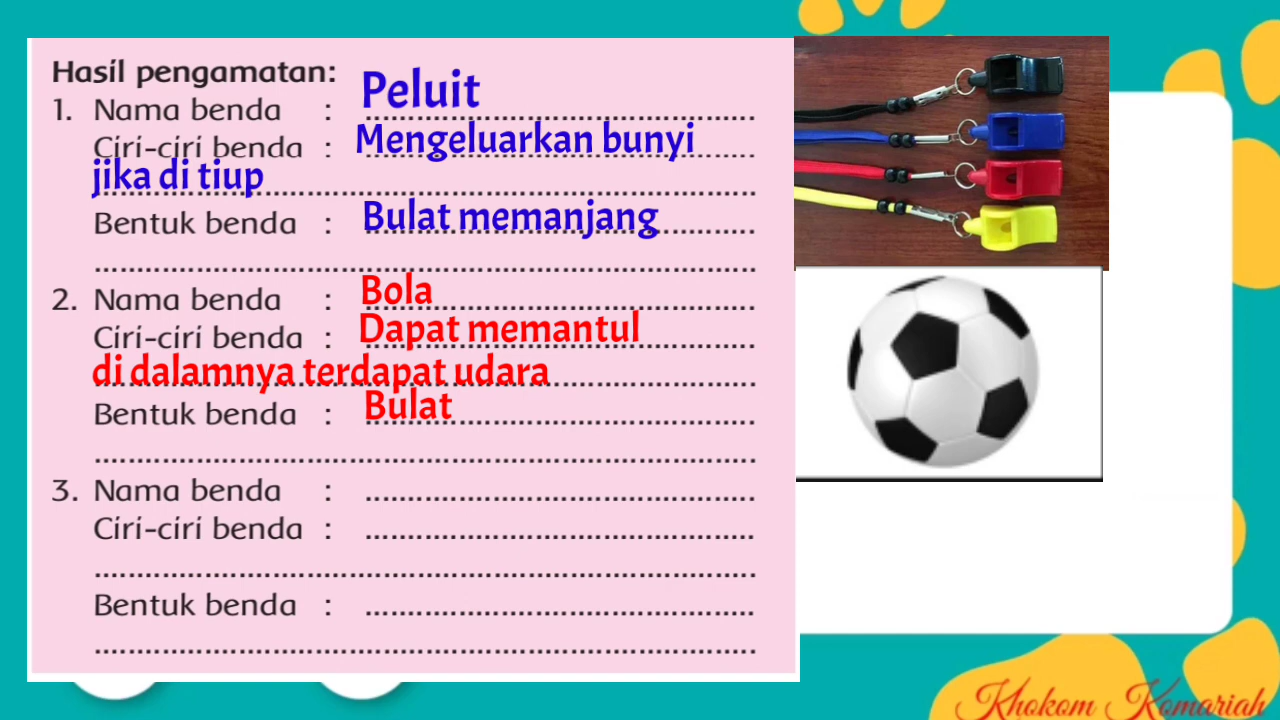 Hasil pengamatan:
1. Nama benda : Peluit
Ciri-ciri benda : Mengeluarkan bunyi
jika di tiup
Bentuk benda : Bulat memanjang
2. Nama benda : Bola
Ciri-ciri benda : Dapat memantul
di dalamnya terdapat udara
Bentuk benda : Bulat
3. Nama benda : ................................................
Ciri-ciri benda : ................................................
Bentuk benda : ................................................
Khokom Komariah